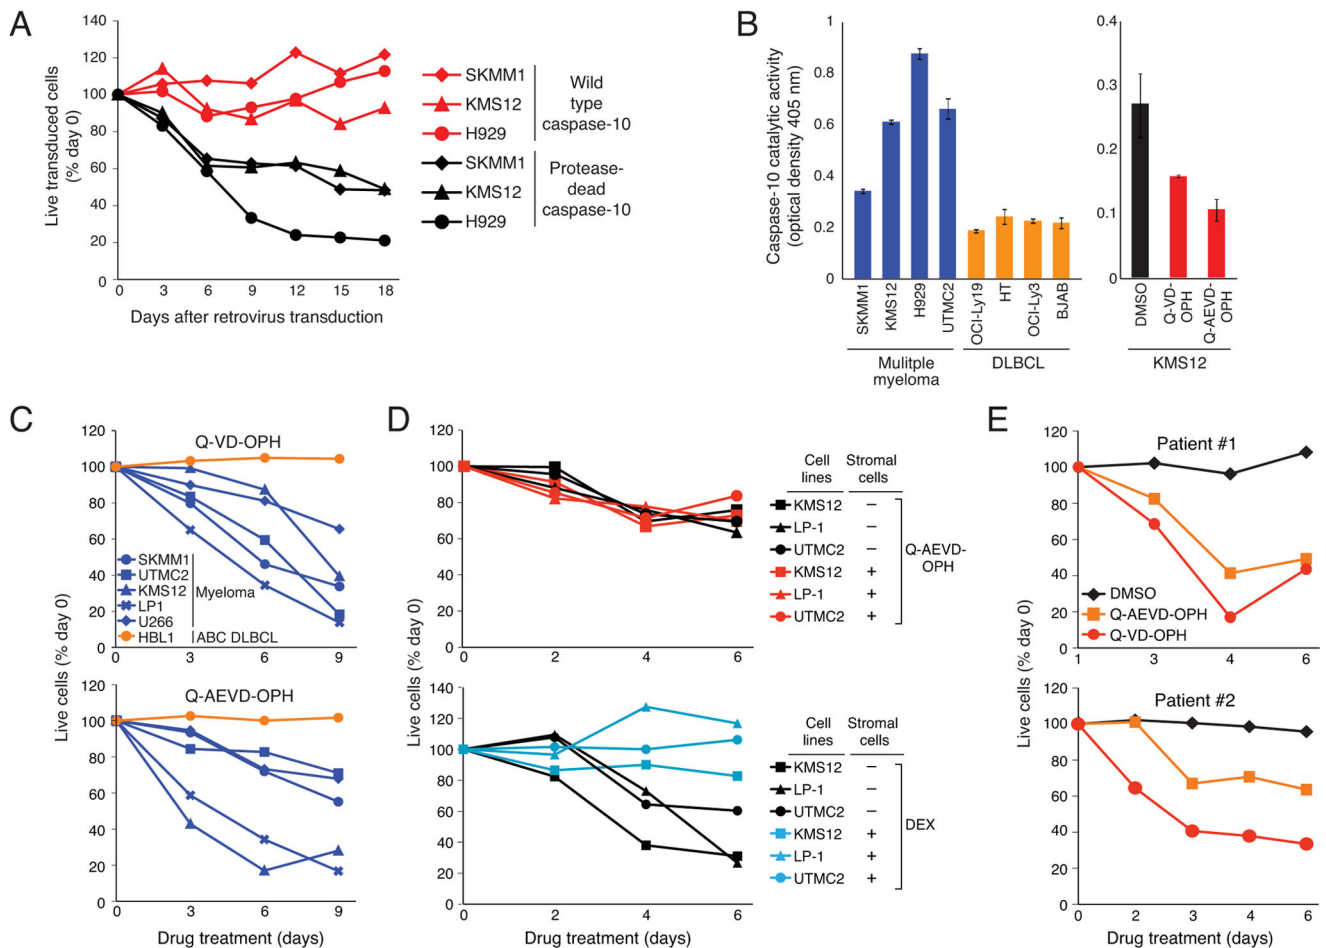 A
140
120
100
80
60
40
20
0
0 3 6 9 12 15 18
Live transduced cells
(% day 0)
Days after retrovirus transduction
SKMM1
KMS12
H929
Wild
type
caspase-10
SKMM1
KMS12
H929
Protease-
dead
caspase-10
B
Caspase-10 catalytic activity
(optical density 405 nm)
1
0.8
0.6
0.4
0.2
0
SKMM1
KMS12
H929
UTMC2
OCI-Ly19
HT
OCI-Ly3
BJAB
Mulitple
myeloma
DLBCL
0.4
0.3
0.2
0.1
0
DMSO
Q-VD-
OPH
Q-AEVD-
OPH
KMS12
C
Live cells (% day 0)
Q-VD-OPH
120
100
80
60
40
20
0
SKMM1
UTMC2
KMS12
LP1
U266
Myeloma
HBL1
ABC DLBCL
0 3 6 9
Q-AEVD-OPH
120
100
80
60
40
20
0
0 3 6 9
Drug treatment (days)
D
Live cells (% day 0)
120
100
80
60
40
20
0
0 2 4 6
Cell
lines
Stromal
cells
KMS12 –
LP-1 –
UTMC2 –
KMS12 +
LP-1 +
UTMC2 +
Q-AEVD-
OPH
140
120
100
80
60
40
20
0
0 2 4 6
Drug treatment (days)
Cell
lines
Stromal
cells
KMS12 –
LP-1 –
UTMC2 –
KMS12 +
LP-1 +
UTMC2 +
DEX
E
Live cells (% day 0)
Patient #1
120
100
80
60
40
20
0
DMSO
Q-AEVD-OPH
Q-VD-OPH
1 3 4 6
Patient #2
120
100
80
60
40
20
0
0 2 3 4 6
Drug treatment (days)